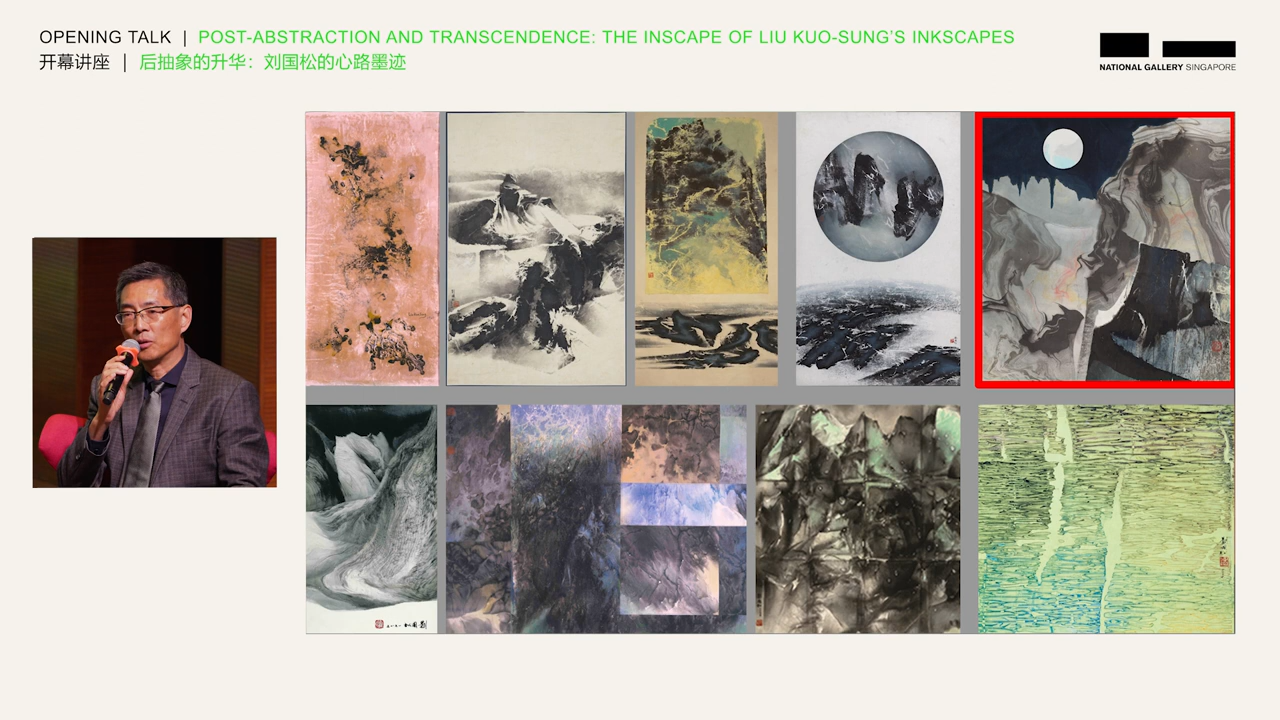 OPENING TALK | POST-ABSTRACTION AND TRANSCENDENCE: THE INSCAPE OF LIU KUO-SUNG'S INKSCAPES
开幕讲座 | 后抽象的升华：刘国松的心路墨迹
NATIONAL GALLERY SINGAPORE